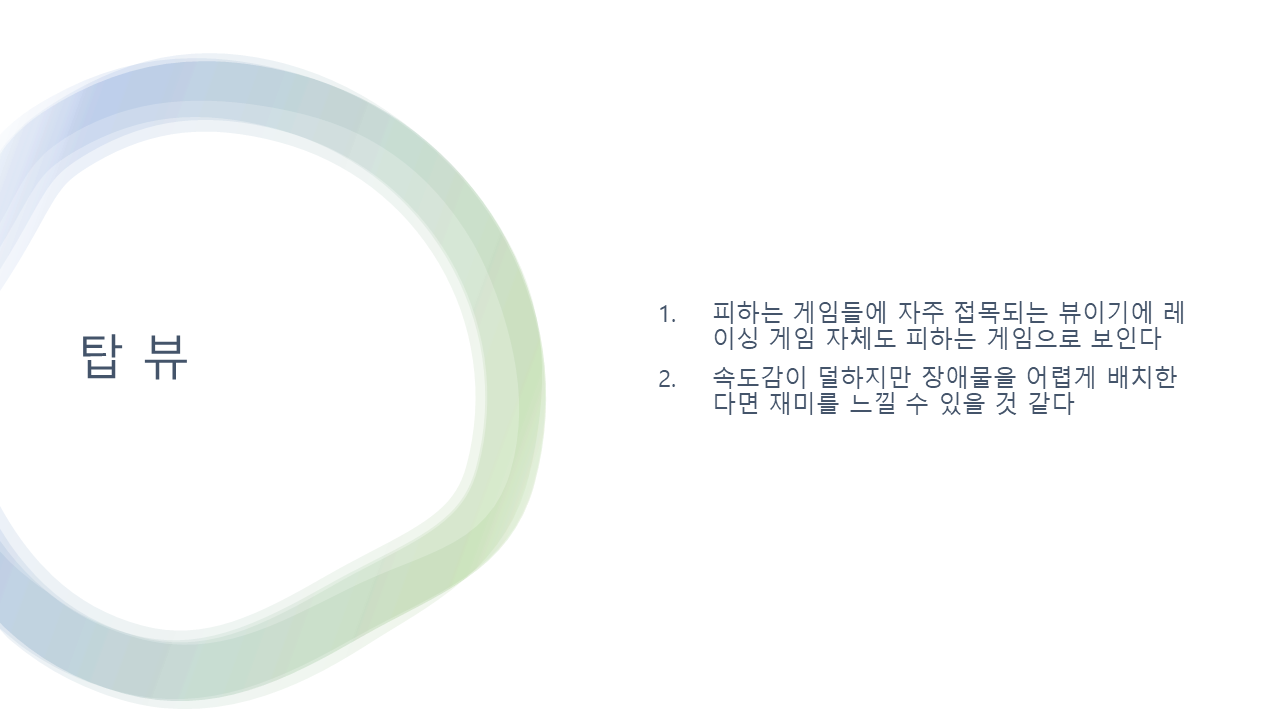 탑 뷰
1. 피하는 게임들에 자주 접목되는 뷰이기에 레
이싱 게임 자체도 피하는 게임으로 보인다
2. 속도감이 덜하지만 장애물을 어렵게 배치한
다면 재미를 느낄 수 있을 것 같다